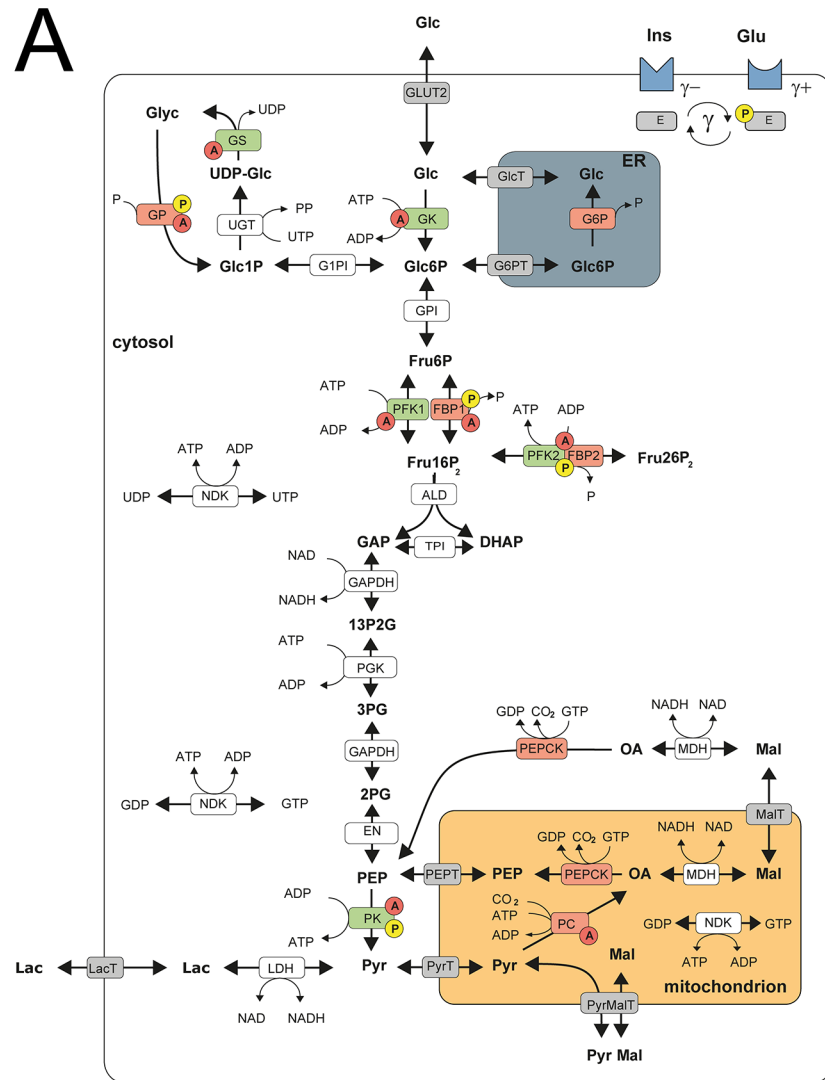 A
Glc
Ins
Glu
γ−
γ+
GLUT2
E
γ
P
E
Glyc
UDP
GS
A
UDP-Glc
Glc
GlcT
ER
Glc
P
GP
P
A
UGT
PP
UTP
ATP
A
GK
ADP
G6P
P
Glc1P
G1PI
Glc6P
G6PT
Glc6P
GPI
cytosol
Fru6P
ATP
ADP
A
PFK1
FBP1
P
A
P
ATP
ADP
A
PFK2
FBP2
P
P
Fru26P2
Fru16P2
ATP
ADP
UDP
NDK
UTP
ALD
GAP
TPI
DHAP
NAD
GAPDH
NADH
13P2G
ATP
PGK
ADP
3PG
GDP
CO2
GTP
PEPCK
OA
NADH
NAD
MDH
Mal
GAPDH
ATP
ADP
GDP
NDK
GTP
2PG
MalT
EN
GDP
CO2
GTP
NADH
NAD
PEP
PEPT
PEP
PEPCK
OA
MDH
Mal
ADP
PK
A
P
ATP
CO2
ATP
ADP
PC
A
GDP
NDK
GTP
ATP
ADP
Lac
LacT
Lac
LDH
Pyr
PyrT
Pyr
Mal
mitochondrion
NAD
NADH
PyrMalT
Pyr
Mal